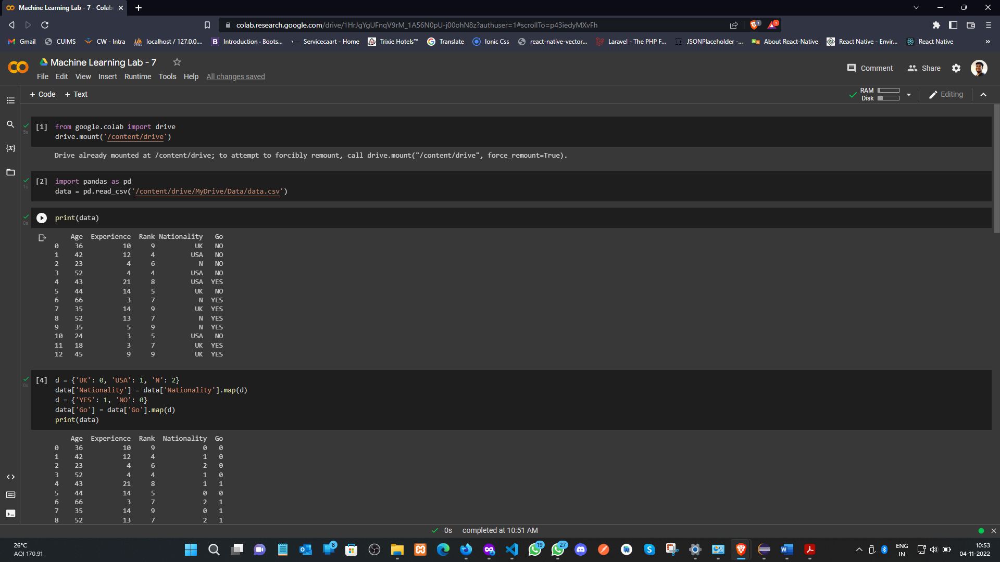 Machine Learning Lab - 7 - Colab
colab.research.google.com/drive/1HrJgYgUFnqV9rM_1A56N0pU-j00ohN8z?authuser=1#scrollTo=p43iedyMXvFh
1
1
Gmail CUIMS CW - Intra localhost / 127.0.0.... Introduction · Boots... Servicecaart - Home Trixie Hotels™ Translate Ionic Css react-native-vector... Laravel - The PHP F... JSONPlaceholder -... About React-Native React Native - Envir... React Native »
Machine Learning Lab - 7
Comment Share
File Edit View Insert Runtime Tools Help All changes saved
+ Code + Text
RAM
Disk
Editing
[1] from google.colab import drive
5s
drive.mount('/content/drive')
Drive already mounted at /content/drive; to attempt to forcibly remount, call drive.mount("/content/drive", force_remount=True).
{x}
[2] import pandas as pd
1s
data = pd.read_csv('/content/drive/MyDrive/Data/data.csv')
print(data)
0s
Age Experience Rank Nationality Go
0 36 10 9 UK NO
1 42 12 4 USA NO
2 23 4 6 N NO
3 52 4 4 USA NO
4 43 21 8 USA YES
5 44 14 5 UK NO
6 66 3 7 N YES
7 35 14 9 UK YES
8 52 13 7 N YES
9 35 5 9 N YES
10 24 3 5 USA NO
11 18 3 7 UK YES
12 45 9 9 UK YES
[4] d = {'UK': 0, 'USA': 1, 'N': 2}
0s
data['Nationality'] = data['Nationality'].map(d)
d = {'YES': 1, 'NO': 0}
data['Go'] = data['Go'].map(d)
print(data)
Age Experience Rank Nationality Go
0 36 10 9 0 0
1 42 12 4 1 0
2 23 4 6 2 0
3 52 4 4 1 0
4 43 21 8 1 1
5 44 14 5 0 0
6 66 3 7 2 1
7 35 14 9 0 1
8 52 13 7 2 1
0s completed at 10:51 AM
26°C
AQI 170.91
8
19
27
ENG
IN
10:53
04-11-2022